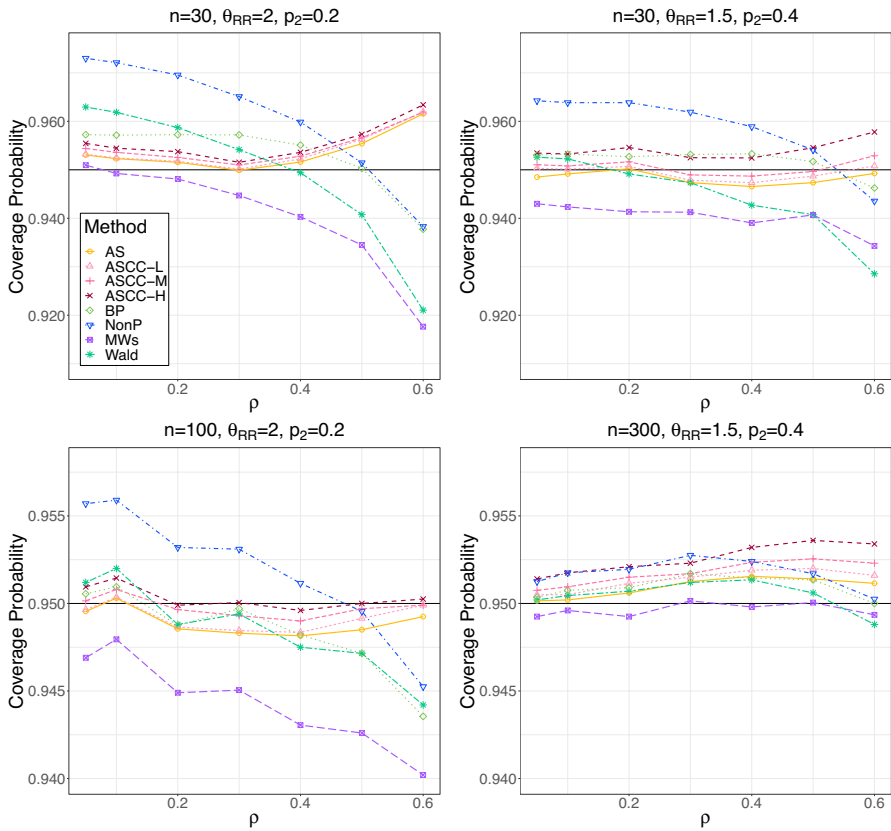 n=30, θRR=2, p2=0.2
n=30, θRR=1.5, p2=0.4
Coverage Probability
0.960
0.940
0.920
Method
AS
ASCC−L
ASCC−M
ASCC−H
BP
NonP
MWs
Wald
0.2
0.4
0.6
ρ
Coverage Probability
0.960
0.940
0.920
0.2
0.4
0.6
ρ
n=100, θRR=2, p2=0.2
n=300, θRR=1.5, p2=0.4
Coverage Probability
0.955
0.950
0.945
0.940
0.2
0.4
0.6
ρ
Coverage Probability
0.955
0.950
0.945
0.940
0.2
0.4
0.6
ρ